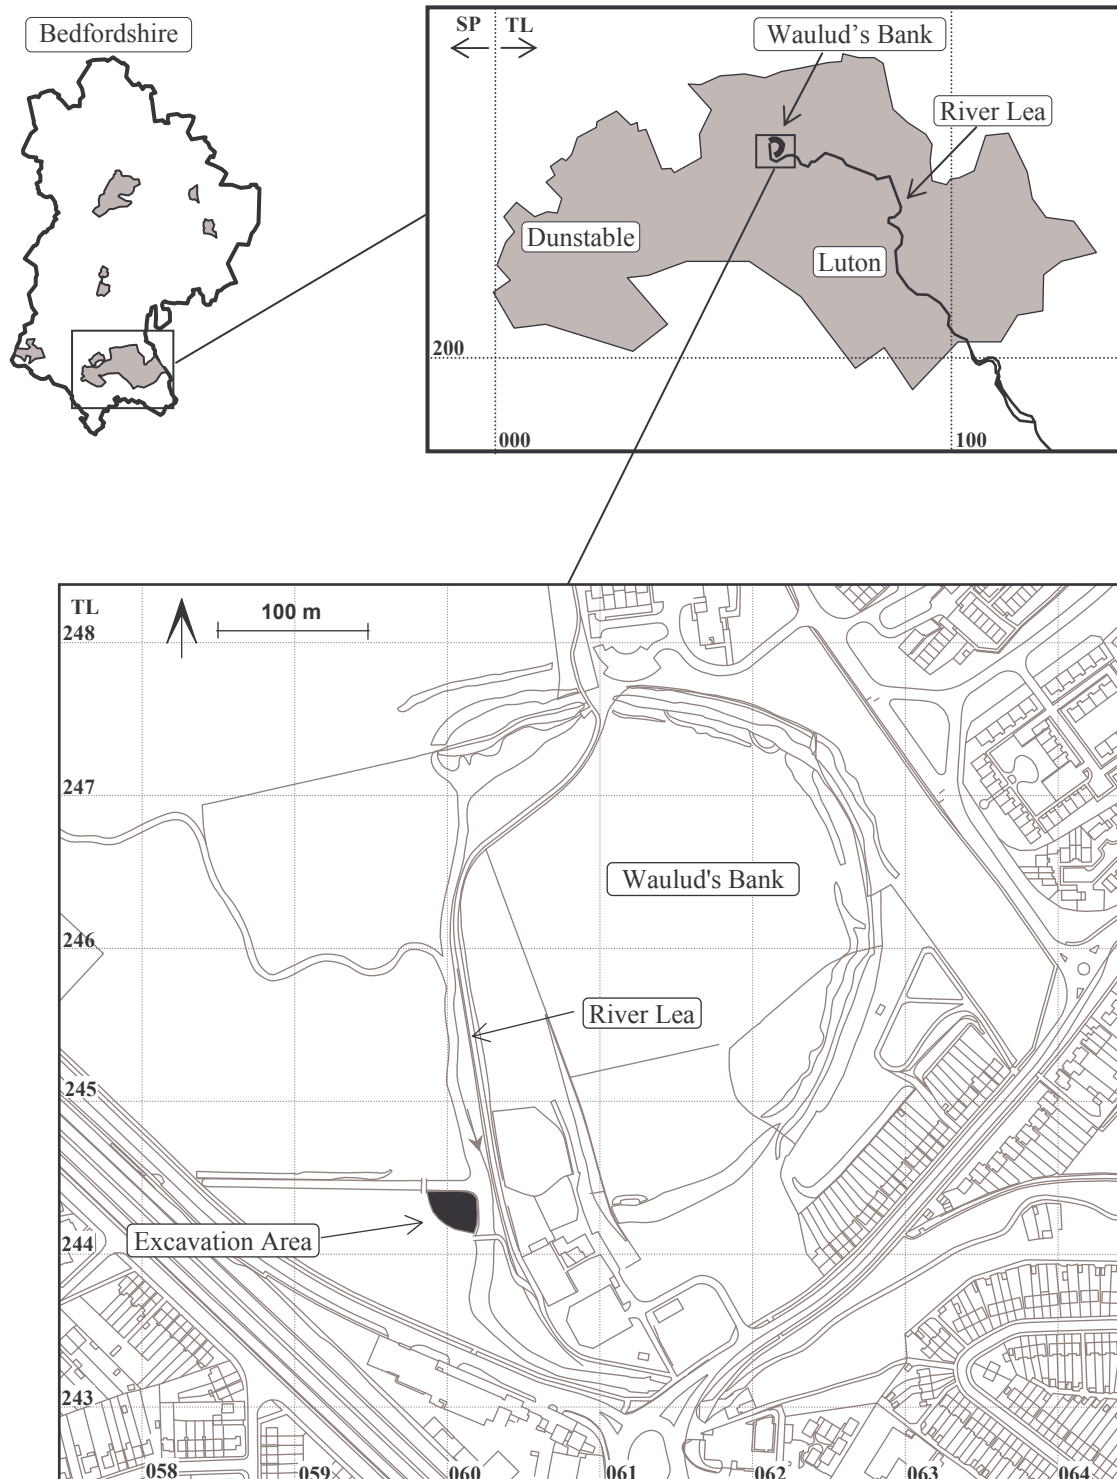 Bedfordshire
SP TL
Waulud's Bank
River Lea
Dunstable
Luton
200
000
100
TL
248
100 m
247
Waulud's Bank
246
River Lea
245
Excavation Area
244
243
058
059
060
061
062
063
064